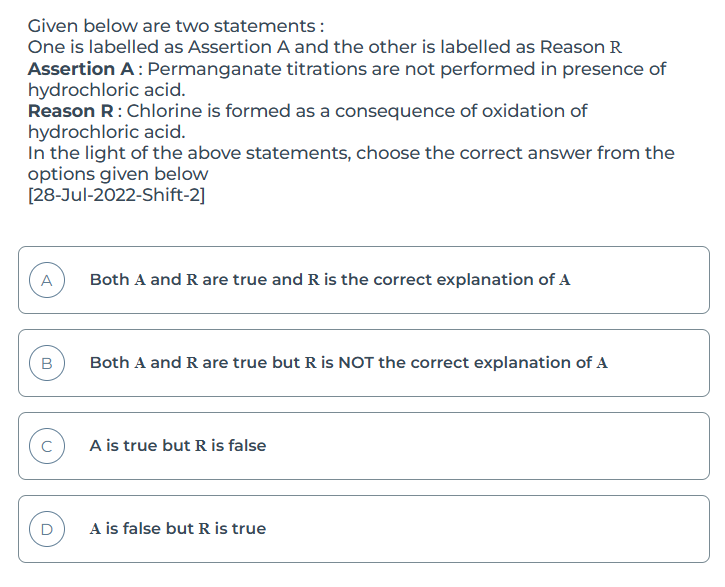 Given below are two statements :
One is labelled as Assertion A and the other is labelled as Reason R
Assertion A : Permanganate titrations are not performed in presence of
hydrochloric acid.
Reason R : Chlorine is formed as a consequence of oxidation of
hydrochloric acid.
In the light of the above statements, choose the correct answer from the
options given below
[28-Jul-2022-Shift-2]
A Both A and R are true and R is the correct explanation of A
B Both A and R are true but R is NOT the correct explanation of A
C A is true but R is false
D A is false but R is true